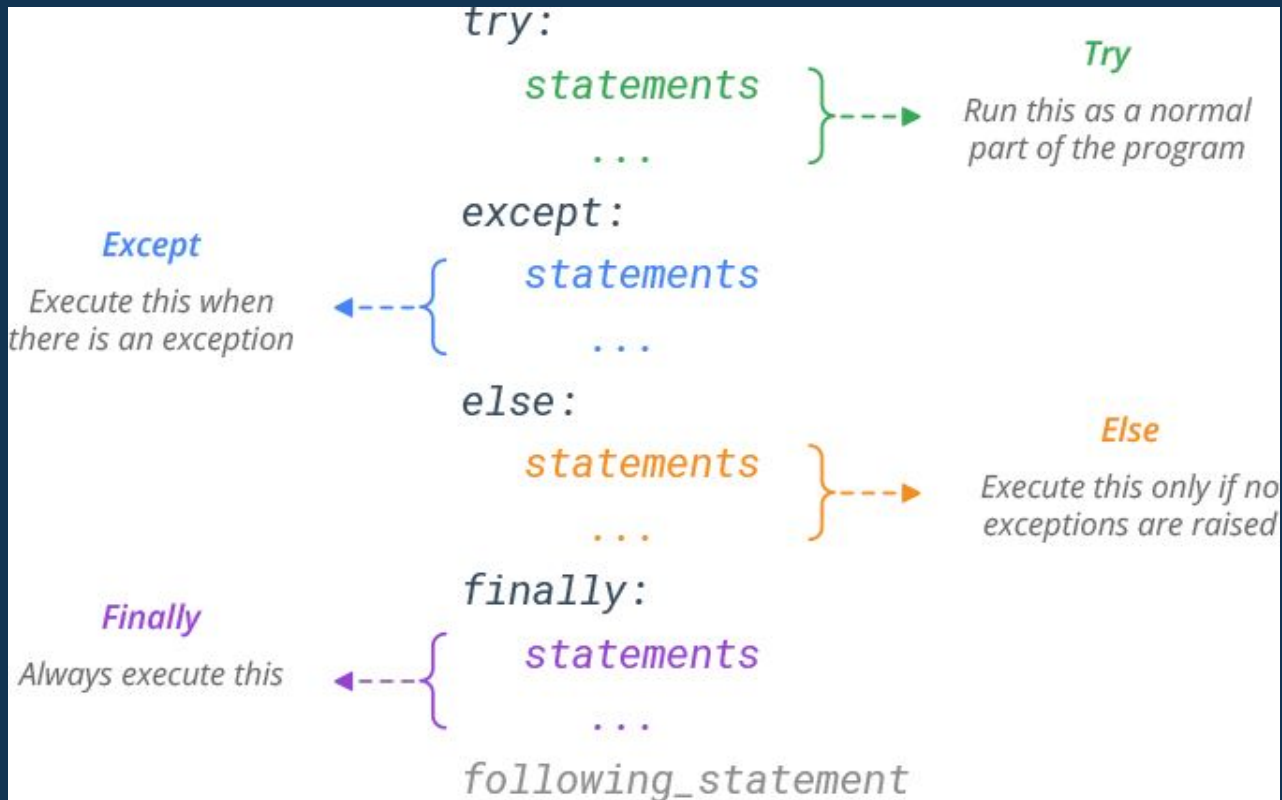 try:
statements
...
Try
Run this as a normal
part of the program
except:
Except
Execute this when
there is an exception
statements
...
else:
statements
...
Else
Execute this only if no
exceptions are raised
finally:
Finally
Always execute this
statements
...
following_statement